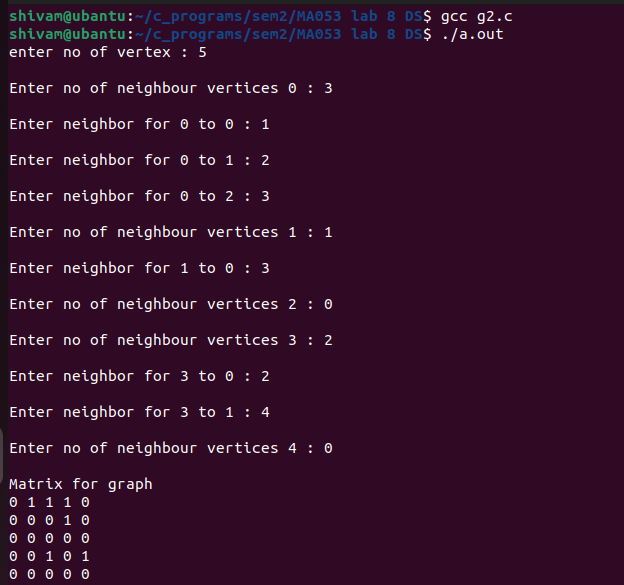 shivam@ubantu:~/c_programs/sem2/MA053 lab 8 DS$ gcc g2.c
shivam@ubantu:~/c_programs/sem2/MA053 lab 8 DS$ ./a.out
enter no of vertex : 5
Enter no of neighbour vertices 0 : 3
Enter neighbor for 0 to 0 : 1
Enter neighbor for 0 to 1 : 2
Enter neighbor for 0 to 2 : 3
Enter no of neighbour vertices 1 : 1
Enter neighbor for 1 to 0 : 3
Enter no of neighbour vertices 2 : 0
Enter no of neighbour vertices 3 : 2
Enter neighbor for 3 to 0 : 2
Enter neighbor for 3 to 1 : 4
Enter no of neighbour vertices 4 : 0
Matrix for graph
0 1 1 1 0
0 0 0 1 0
0 0 0 0 0
0 0 1 0 1
0 0 0 0 0